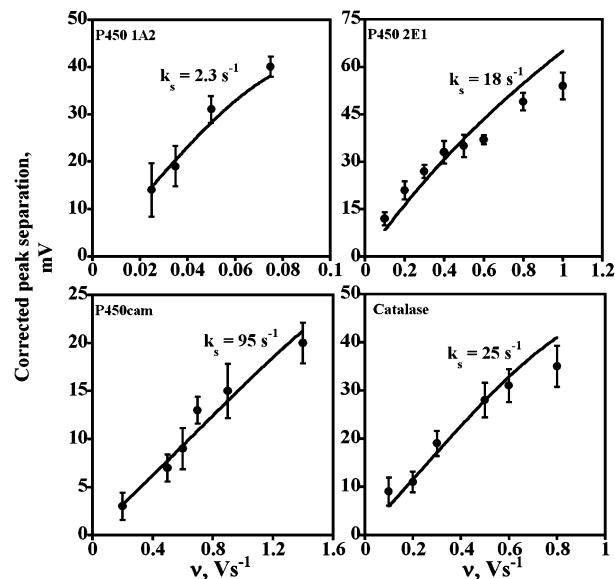 Corrected peak separation,
mV
P450 1A2
k_s = 2.3 s^-1
50
40
30
20
10
0
0 0.02 0.04 0.06 0.08 0.1
P450 2E1
k_s = 18 s^-1
75
60
45
30
15
0
0 0.2 0.4 0.6 0.8 1 1.2
P450cam
k_s = 95 s^-1
25
20
15
10
5
0
0 0.4 0.8 1.2 1.6
ν, Vs^-1
Catalase
k_s = 25 s^-1
50
40
30
20
10
0
0 0.2 0.4 0.6 0.8 1
ν, Vs^-1